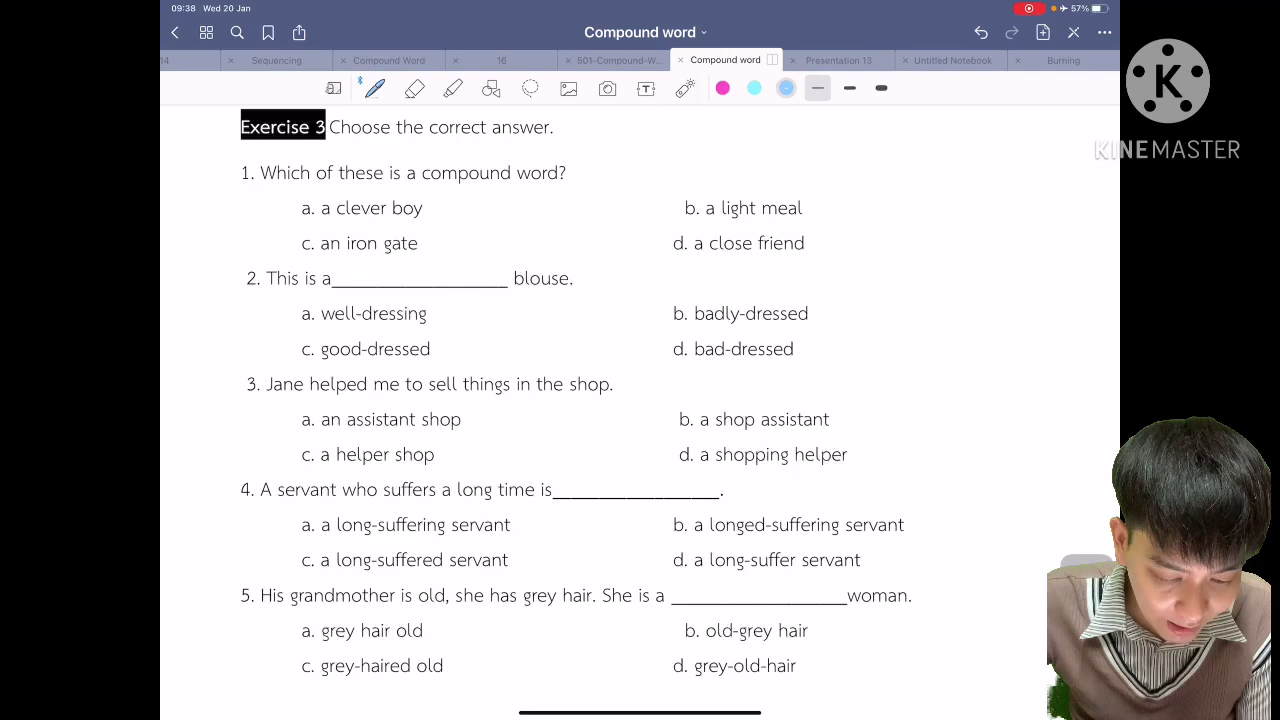 09:38 Wed 20 Jan
57%
Compound word
14
Sequencing
Compound Word
16
501-Compound-W...
Compound word
Presentation 13
Untitled Notebook
Burning
T
K
KINEMASTER
Exercise 3 Choose the correct answer.
1. Which of these is a compound word?
a. a clever boy b. a light meal
c. an iron gate d. a close friend
2. This is a___________________ blouse.
a. well-dressing b. badly-dressed
c. good-dressed d. bad-dressed
3. Jane helped me to sell things in the shop.
a. an assistant shop b. a shop assistant
c. a helper shop d. a shopping helper
4. A servant who suffers a long time is__________________.
a. a long-suffering servant b. a longed-suffering servant
c. a long-suffered servant d. a long-suffer servant
5. His grandmother is old, she has grey hair. She is a ___________________woman.
a. grey hair old b. old-grey hair
c. grey-haired old d. grey-old-hair